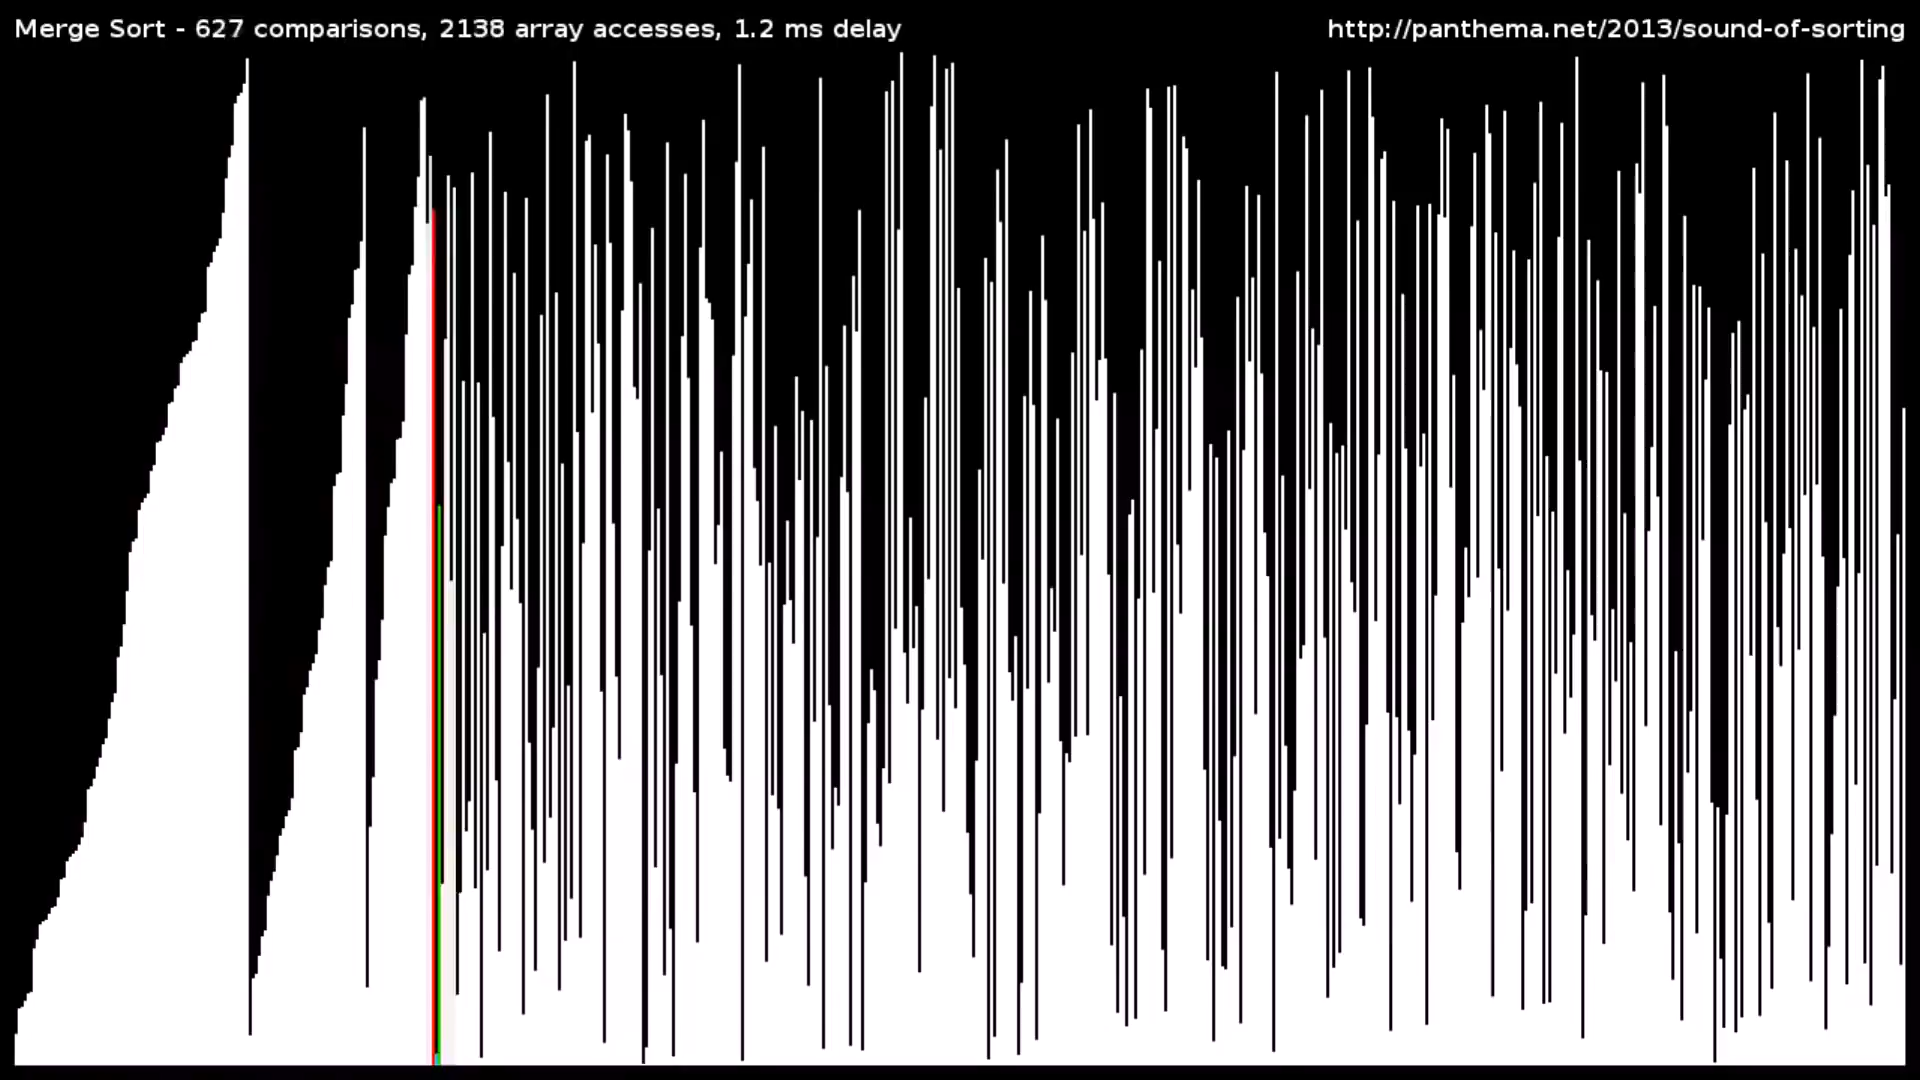 Merge Sort - 627 comparisons, 2138 array accesses, 1.2 ms delay
http://panthema.net/2013/sound-of-sorting